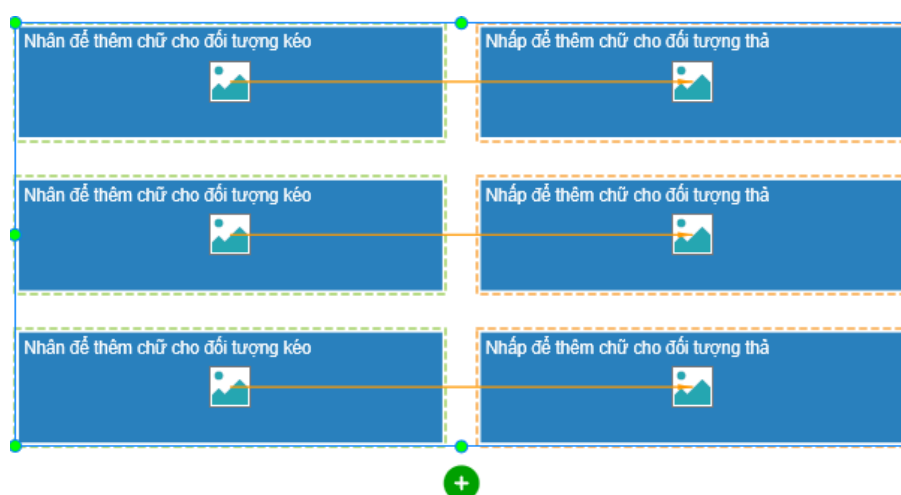 Nhân để thêm chữ cho đối tượng kéo
Nhấp để thêm chữ cho đối tượng thả
Nhân để thêm chữ cho đối tượng kéo
Nhấp để thêm chữ cho đối tượng thả
Nhân để thêm chữ cho đối tượng kéo
Nhấp để thêm chữ cho đối tượng thả